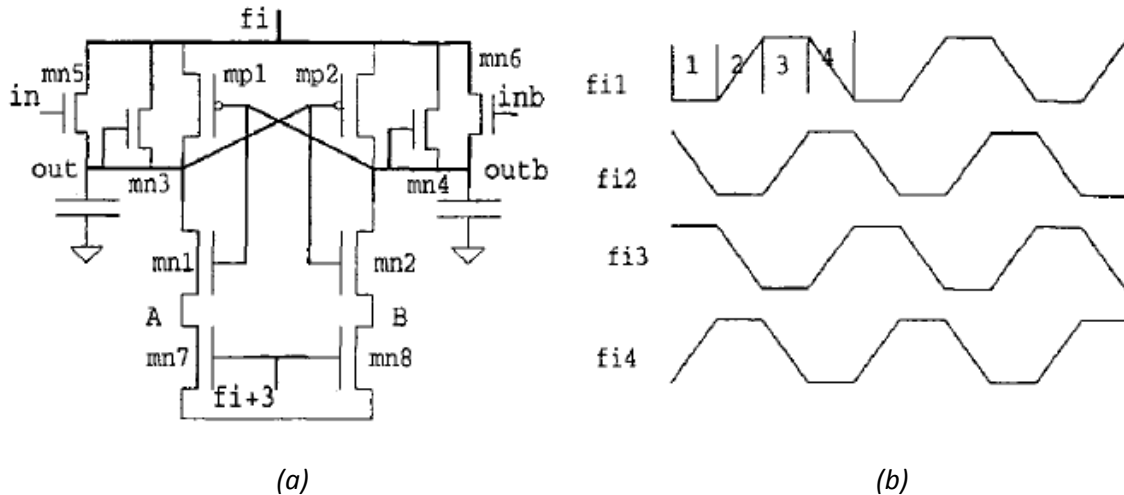 fi
mn5
mp1
mp2
mn6
in
inb
out
mn3
mn4
outb
mn1
mn2
A
B
mn7
mn8
fi+3
(a)
1
2
3
4
fi1
fi2
fi3
fi4
(b)